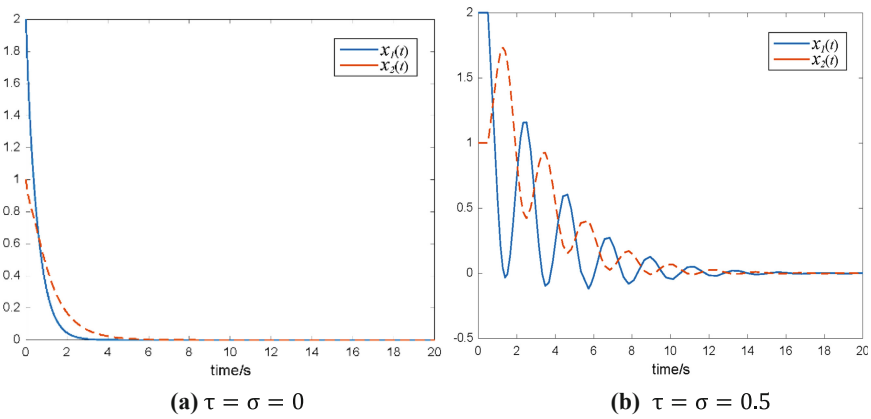 2
1.8
1.6
1.4
1.2
1
0.8
0.6
0.4
0.2
0
0 2 4 6 8 10 12 14 16 18 20
time/s
x₁(t)
x₂(t)
(a) τ = σ = 0
2
1.5
1
0.5
0
-0.5
0 2 4 6 8 10 12 14 16 18 20
time/s
x₁(t)
x₂(t)
(b) τ = σ = 0.5